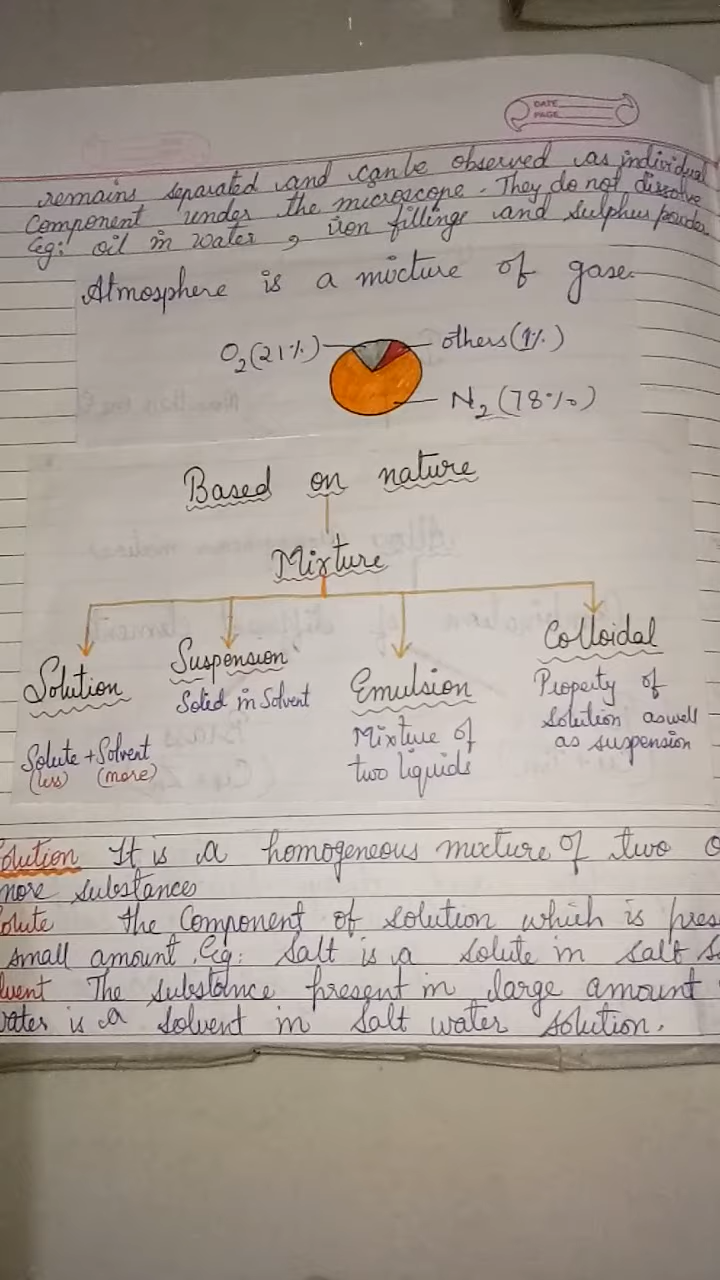 DATE
PAGE
remains separated and can be observed as individual
component under the microscope. They do not dissolve
Eg: oil in water, iron fillings and sulphur powder
Atmosphere is a mixture of gase.
O2(21%) others(1%)
N2(78%)
Based on nature
Mixture
Solution Suspension Emulsion Colloidal
Solute + Solvent
(less) (more)
Solid in Solvent
Mixture of
two liquids
Property of
solution aswell
as suspension
olution It is a homogeneous mixture of two o
more substances
olute the Component of solution which is pres
small amount. Eg: Salt is a solute in salt s
lvent The substance present in large amount
water is a solvent in salt water solution.